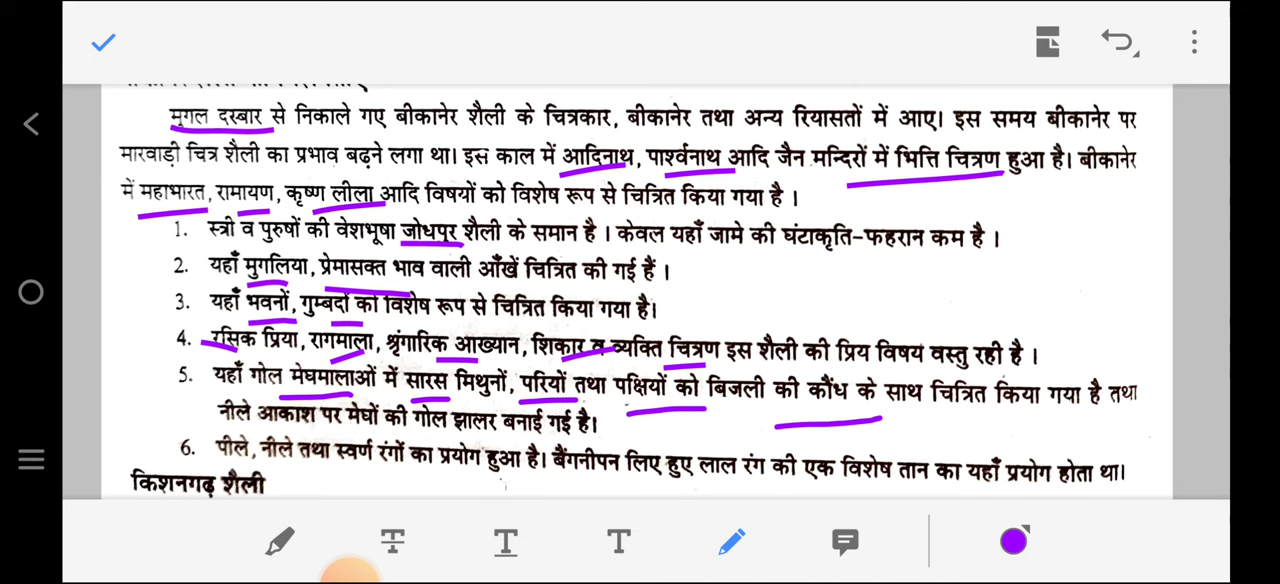 मुगल दरबार से निकाले गए बीकानेर शैली के चित्रकार, बीकानेर तथा अन्य रियासतों में आए। इस समय बीकानेर पर
मारवाड़ी चित्र शैली का प्रभाव बढ़ने लगा था। इस काल में आदिनाथ, पार्श्वनाथ आदि जैन मन्दिरों में भित्ति चित्रण हुआ है। बीकानेर
में महाभारत, रामायण, कृष्ण लीला आदि विषयों को विशेष रूप से चित्रित किया गया है ।
1. स्त्री व पुरुषों की वेशभूषा जोधपुर शैली के समान है । केवल यहाँ जामे की घंटाकृति-फहरान कम है ।
2. यहाँ मुगलिया, प्रेमासक्त भाव वाली आँखें चित्रित की गई हैं ।
3. यहाँ भवनों, गुम्बदों को विशेष रूप से चित्रित किया गया है।
4. रसिक प्रिया, रागमाला, श्रृंगारिक आख्यान, शिकार व व्यक्ति चित्रण इस शैली की प्रिय विषय वस्तु रही है ।
5. यहाँ गोल मेघमालाओं में सारस मिथुनों, परियों तथा पक्षियों को बिजली की कौंध के साथ चित्रित किया गया है तथा
नीले आकाश पर मेघों की गोल झालर बनाई गई है।
6. पीले, नीले तथा स्वर्ण रंगों का प्रयोग हुआ है। बैंगनीपन लिए हुए लाल रंग की एक विशेष तान का यहाँ प्रयोग होता था।
किशनगढ़ शैली